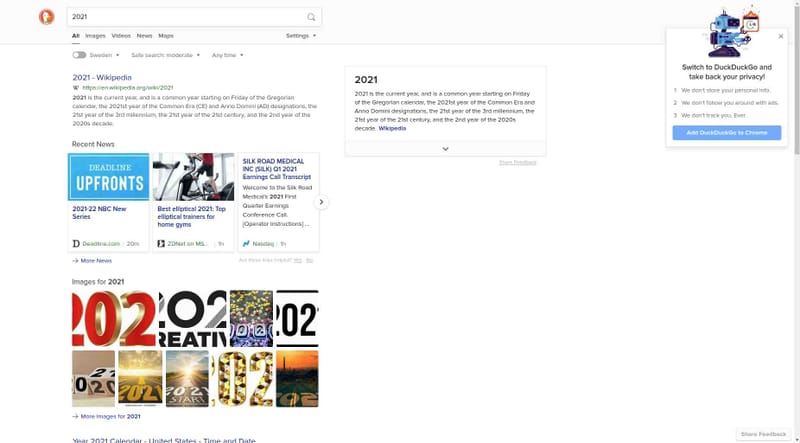 2021
All Images Videos News Maps Settings
Sweden Safe search: moderate Any time
2021 - Wikipedia
W https://en.wikipedia.org/wiki/2021
2021 is the current year, and is a common year starting on Friday of the Gregorian
calendar, the 2021st year of the Common Era (CE) and Anno Domini (AD) designations, the
21st year of the 3rd millennium, the 21st year of the 21st century, and the 2nd year of the 2020s
decade.
Recent News
DEADLINE
UPFRONTS
2021-22 NBC New
Series
D Deadline.com | 20m
Best elliptical 2021: Top
elliptical trainers for
home gyms
ZDNet on MS... | 1h
SILK ROAD MEDICAL
INC (SILK) Q1 2021
Earnings Call Transcript
Welcome to the Silk Road
Medical's 2021 First
Quarter Earnings
Conference Call.
[Operator Instructions] ...
Nasdaq | 1h
→ More News
Are these links helpful? Yes No
Images for 2021
202
202
REATIV
202
202
2021
2021
START
202
→ More Images for 2021
Year 2021 Calendar - United States - Time and Date
2021
2021 is the current year, and is a common year starting on Friday
of the Gregorian calendar, the 2021st year of the Common Era and
Anno Domini designations, the 21st year of the 3rd millennium, the
21st year of the 21st century, and the 2nd year of the 2020s
decade. Wikipedia
Share Feedback
Switch to DuckDuckGo and
take back your privacy!
1 We don't store your personal info.
2 We don't follow you around with ads.
3 We don't track you. Ever.
Add DuckDuckGo to Chrome
Share Feedback